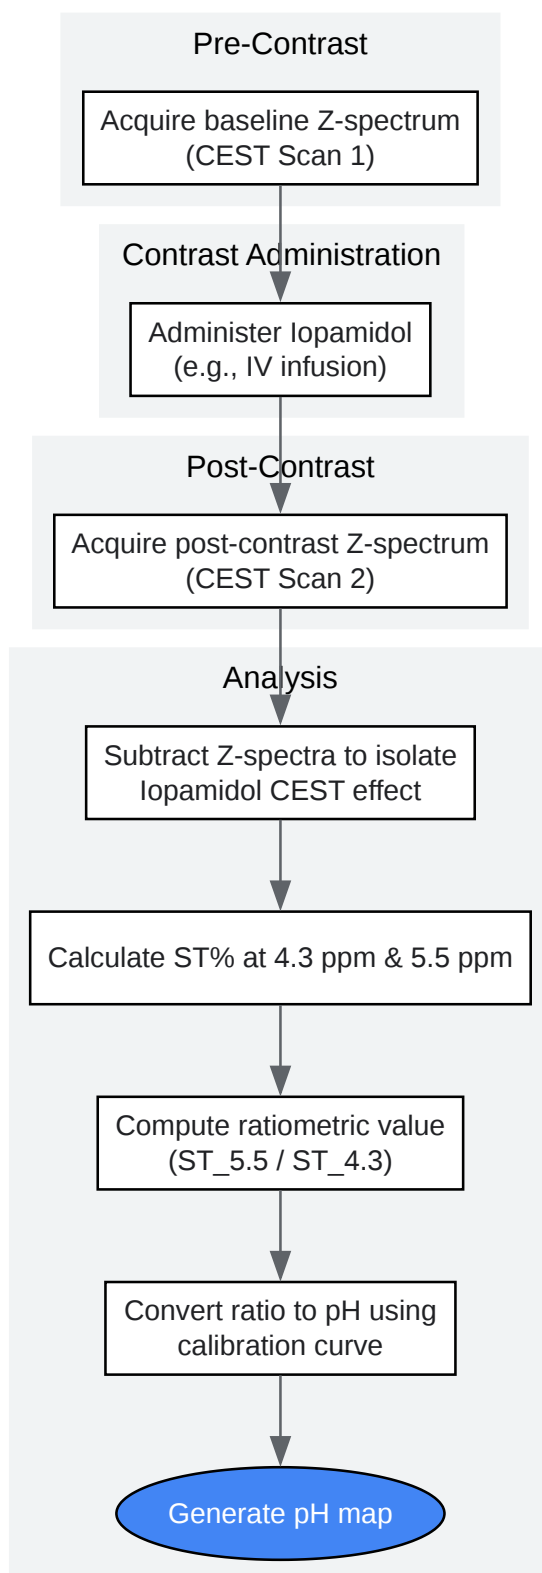 Pre-Contrast
Acquire baseline Z-spectrum
(CEST Scan 1)
Contrast Administration
Administer Iopamidol
(e.g., IV infusion)
Post-Contrast
Acquire post-contrast Z-spectrum
(CEST Scan 2)
Analysis
Subtract Z-spectra to isolate
Iopamidol CEST effect
Calculate ST% at 4.3 ppm & 5.5 ppm
Compute ratiometric value
(ST_5.5 / ST_4.3)
Convert ratio to pH using
calibration curve
Generate pH map